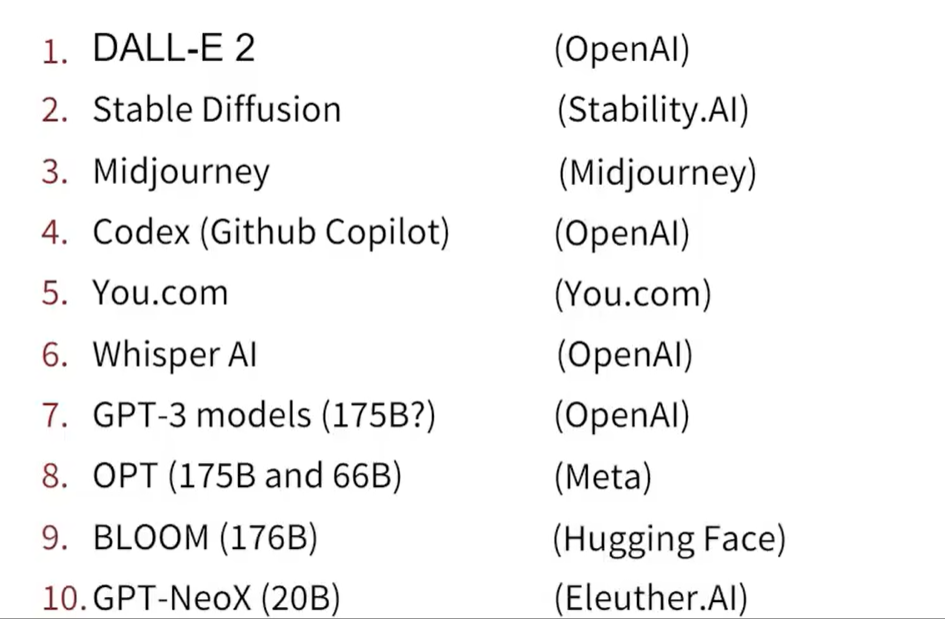 1. DALL-E 2 (OpenAI)
2. Stable Diffusion (Stability.AI)
3. Midjourney (Midjourney)
4. Codex (Github Copilot) (OpenAI)
5. You.com (You.com)
6. Whisper AI (OpenAI)
7. GPT-3 models (175B?) (OpenAI)
8. OPT (175B and 66B) (Meta)
9. BLOOM (176B) (Hugging Face)
10. GPT-NeoX (20B) (Eleuther.AI)